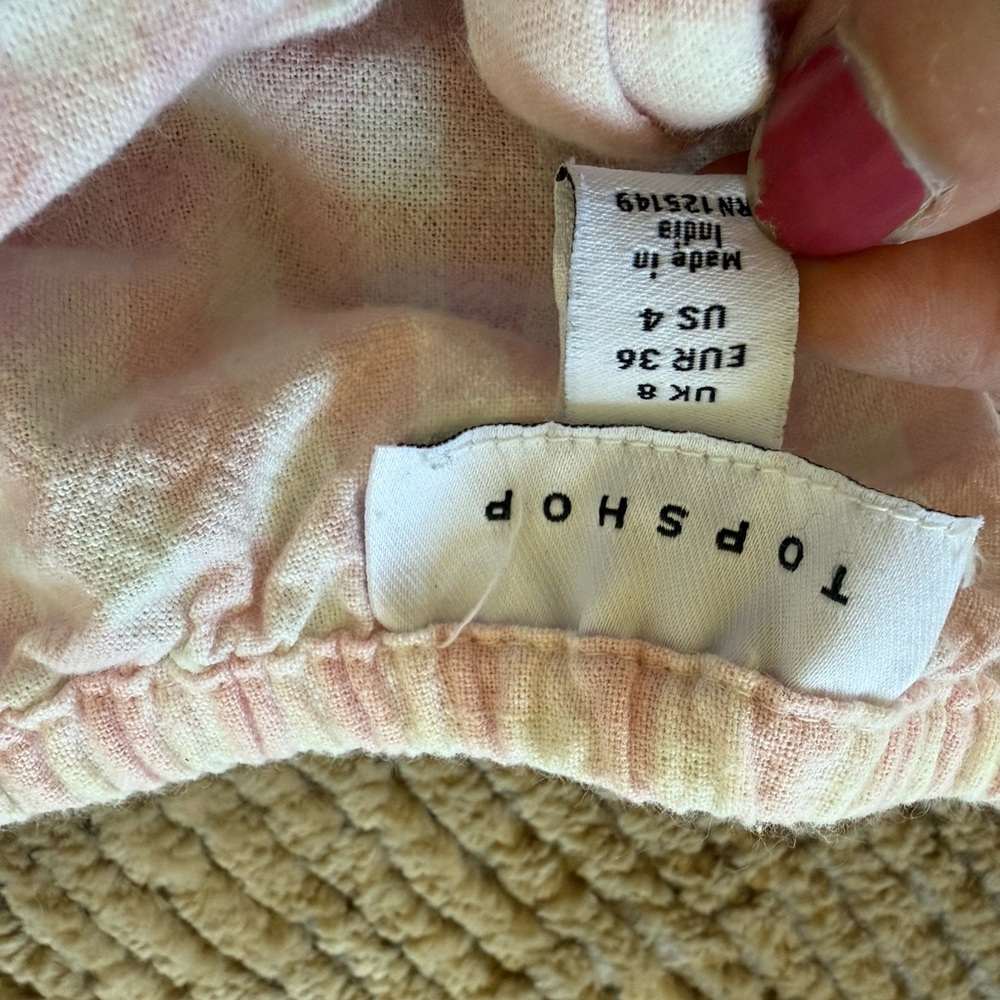 TOPSHOP
UK 8
EUR 36
US 4
Made in
India
RN125149